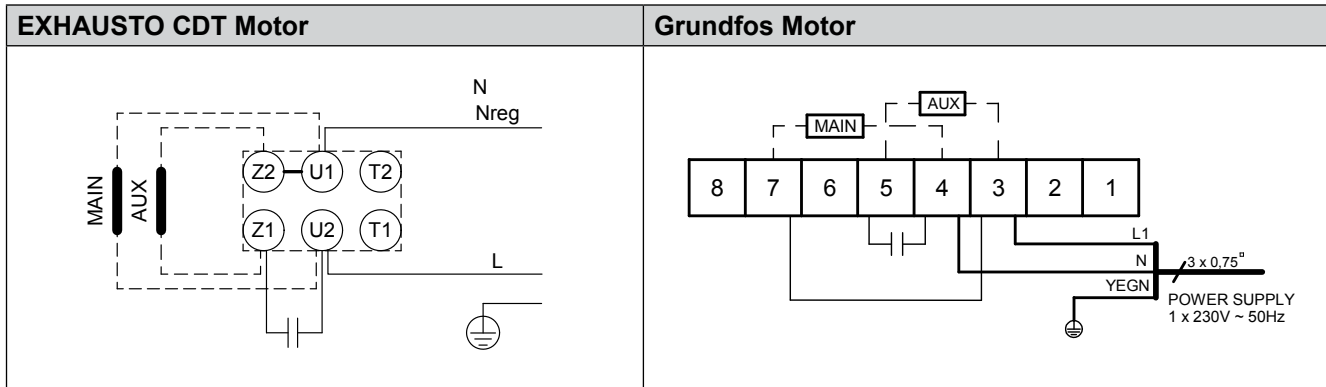 EXHAUSTO CDT Motor
Grundfos Motor
N
Nreg
MAIN
AUX
Z2
U1
T2
Z1
U2
T1
L
AUX
MAIN
8 7 6 5 4 3 2 1
L1
N
YEGN
3 x 0,75□
POWER SUPPLY
1 x 230V ~ 50Hz